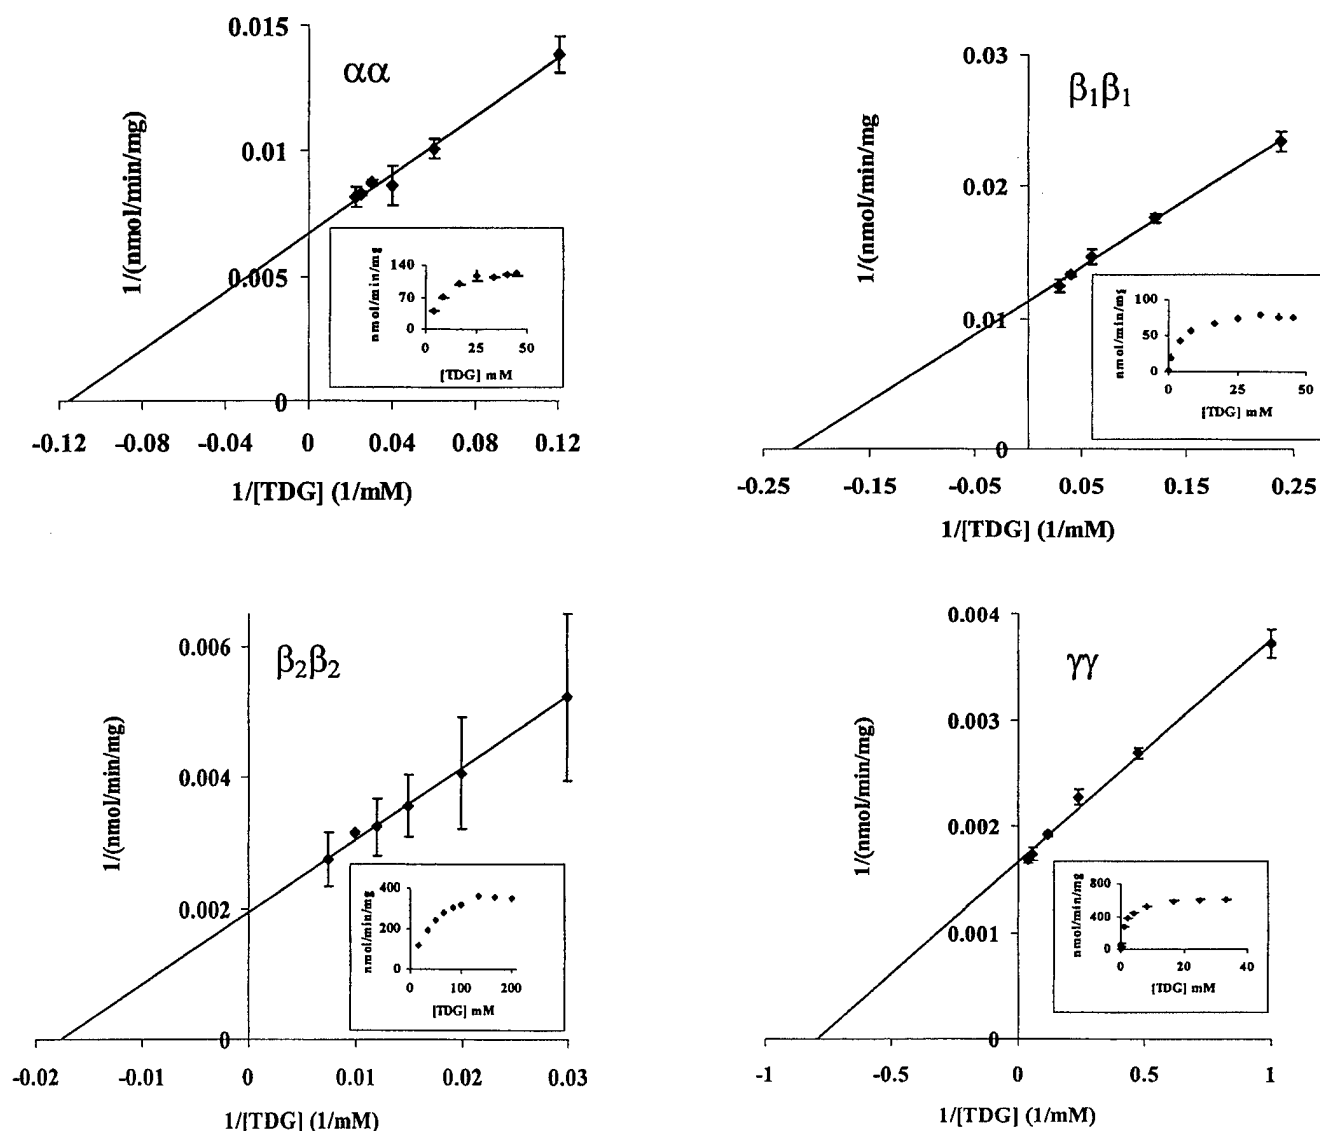 αα
1/(nmol/min/mg)
0.015
0.01
0.005
0
-0.12 -0.08 -0.04 0 0.04 0.08 0.12
1/[TDG] (1/mM)
nmol/min/mg
140
70
0
0 25 50
[TDG] mM
β₁β₁
1/(nmol/min/mg
0.03
0.02
0.01
0
-0.25 -0.15 -0.05 0.05 0.15 0.25
1/[TDG] (1/mM)
nmol/min/mg
100
50
0
0 25 50
[TDG] mM
β₂β₂
1/(nmol/min/mg)
0.006
0.004
0.002
0
-0.02 -0.01 0 0.01 0.02 0.03
1/[TDG] (1/mM)
nmol/min/mg
400
200
0
0 100 200
[TDG] mM
γγ
1/(nmol/min/mg)
0.004
0.003
0.002
0.001
0
-1 -0.5 0 0.5 1
1/[TDG] (1/mM)
nmol/min/mg
800
400
0
0 20 40
[TDG] mM